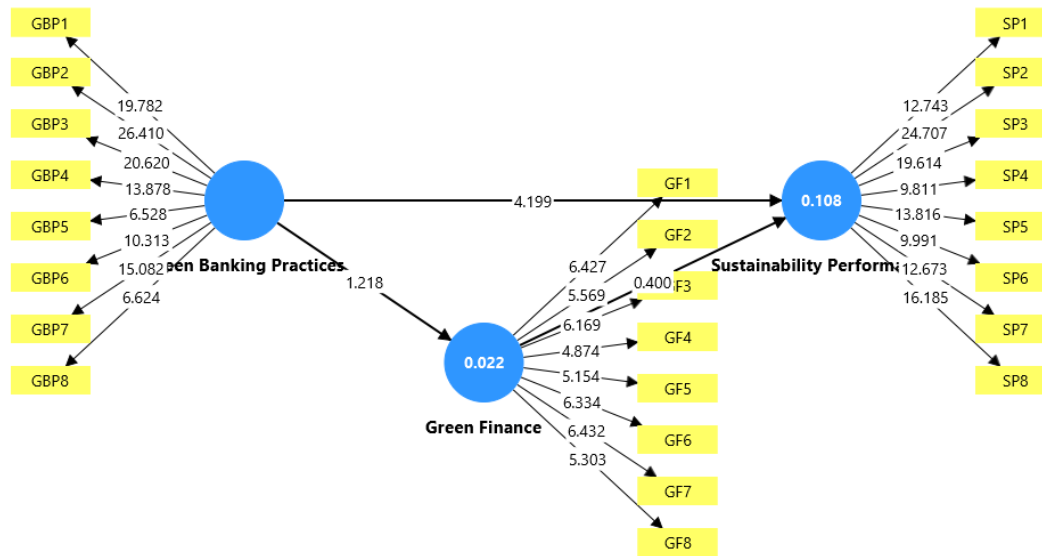 GBP1
GBP2
GBP3
GBP4
GBP5
GBP6
GBP7
GBP8
19.782
26.410
20.620
13.878
6.528
10.313
15.082
6.624
een Banking Practices
4.199
1.218
0.022
Green Finance
6.427
5.569
0.400
6.169
4.874
5.154
6.334
6.432
5.303
GF1
GF2
F3
GF4
GF5
GF6
GF7
GF8
0.108
Sustainability Performa
12.743
24.707
19.614
9.811
13.816
9.991
12.673
16.185
SP1
SP2
SP3
SP4
SP5
SP6
SP7
SP8